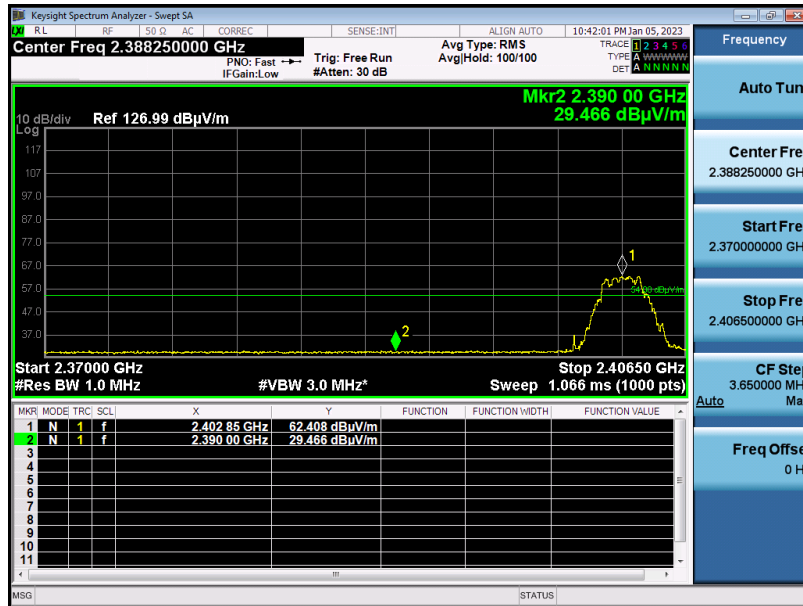 Keysight Spectrum Analyzer - Swept SA
LXI RL RF 50 Ω AC CORREC SENSE:INT ALIGN AUTO 10:42:01 PM Jan 05, 2023
Center Freq 2.388250000 GHz
PNO: Fast
IFGain:Low
Trig: Free Run
#Atten: 30 dB
Avg Type: RMS
Avg|Hold: 100/100
TRACE 1 2 3 4 5 6
TYPE A WWWWW
DET A N N N N N
Mkr2 2.390 00 GHz
29.466 dBµV/m
10 dB/div Ref 126.99 dBµV/m
Log
117
107
97.0
87.0
77.0
67.0
57.0
47.0
37.0
1
2
54.00 dBµV/m
Start 2.37000 GHz Stop 2.40650 GHz
#Res BW 1.0 MHz #VBW 3.0 MHz* Sweep 1.066 ms (1000 pts)
MKR MODE TRC SCL X Y FUNCTION FUNCTION WIDTH FUNCTION VALUE
1 N 1 f 2.402 85 GHz 62.408 dBµV/m
2 N 1 f 2.390 00 GHz 29.466 dBµV/m
3
4
5
6
7
8
9
10
11
MSG STATUS
Frequency
Auto Tun
Center Fre
2.388250000 GH
Start Fre
2.370000000 GH
Stop Fre
2.406500000 GH
CF Ste
3.650000 MH
Auto Ma
Freq Offse
0 H